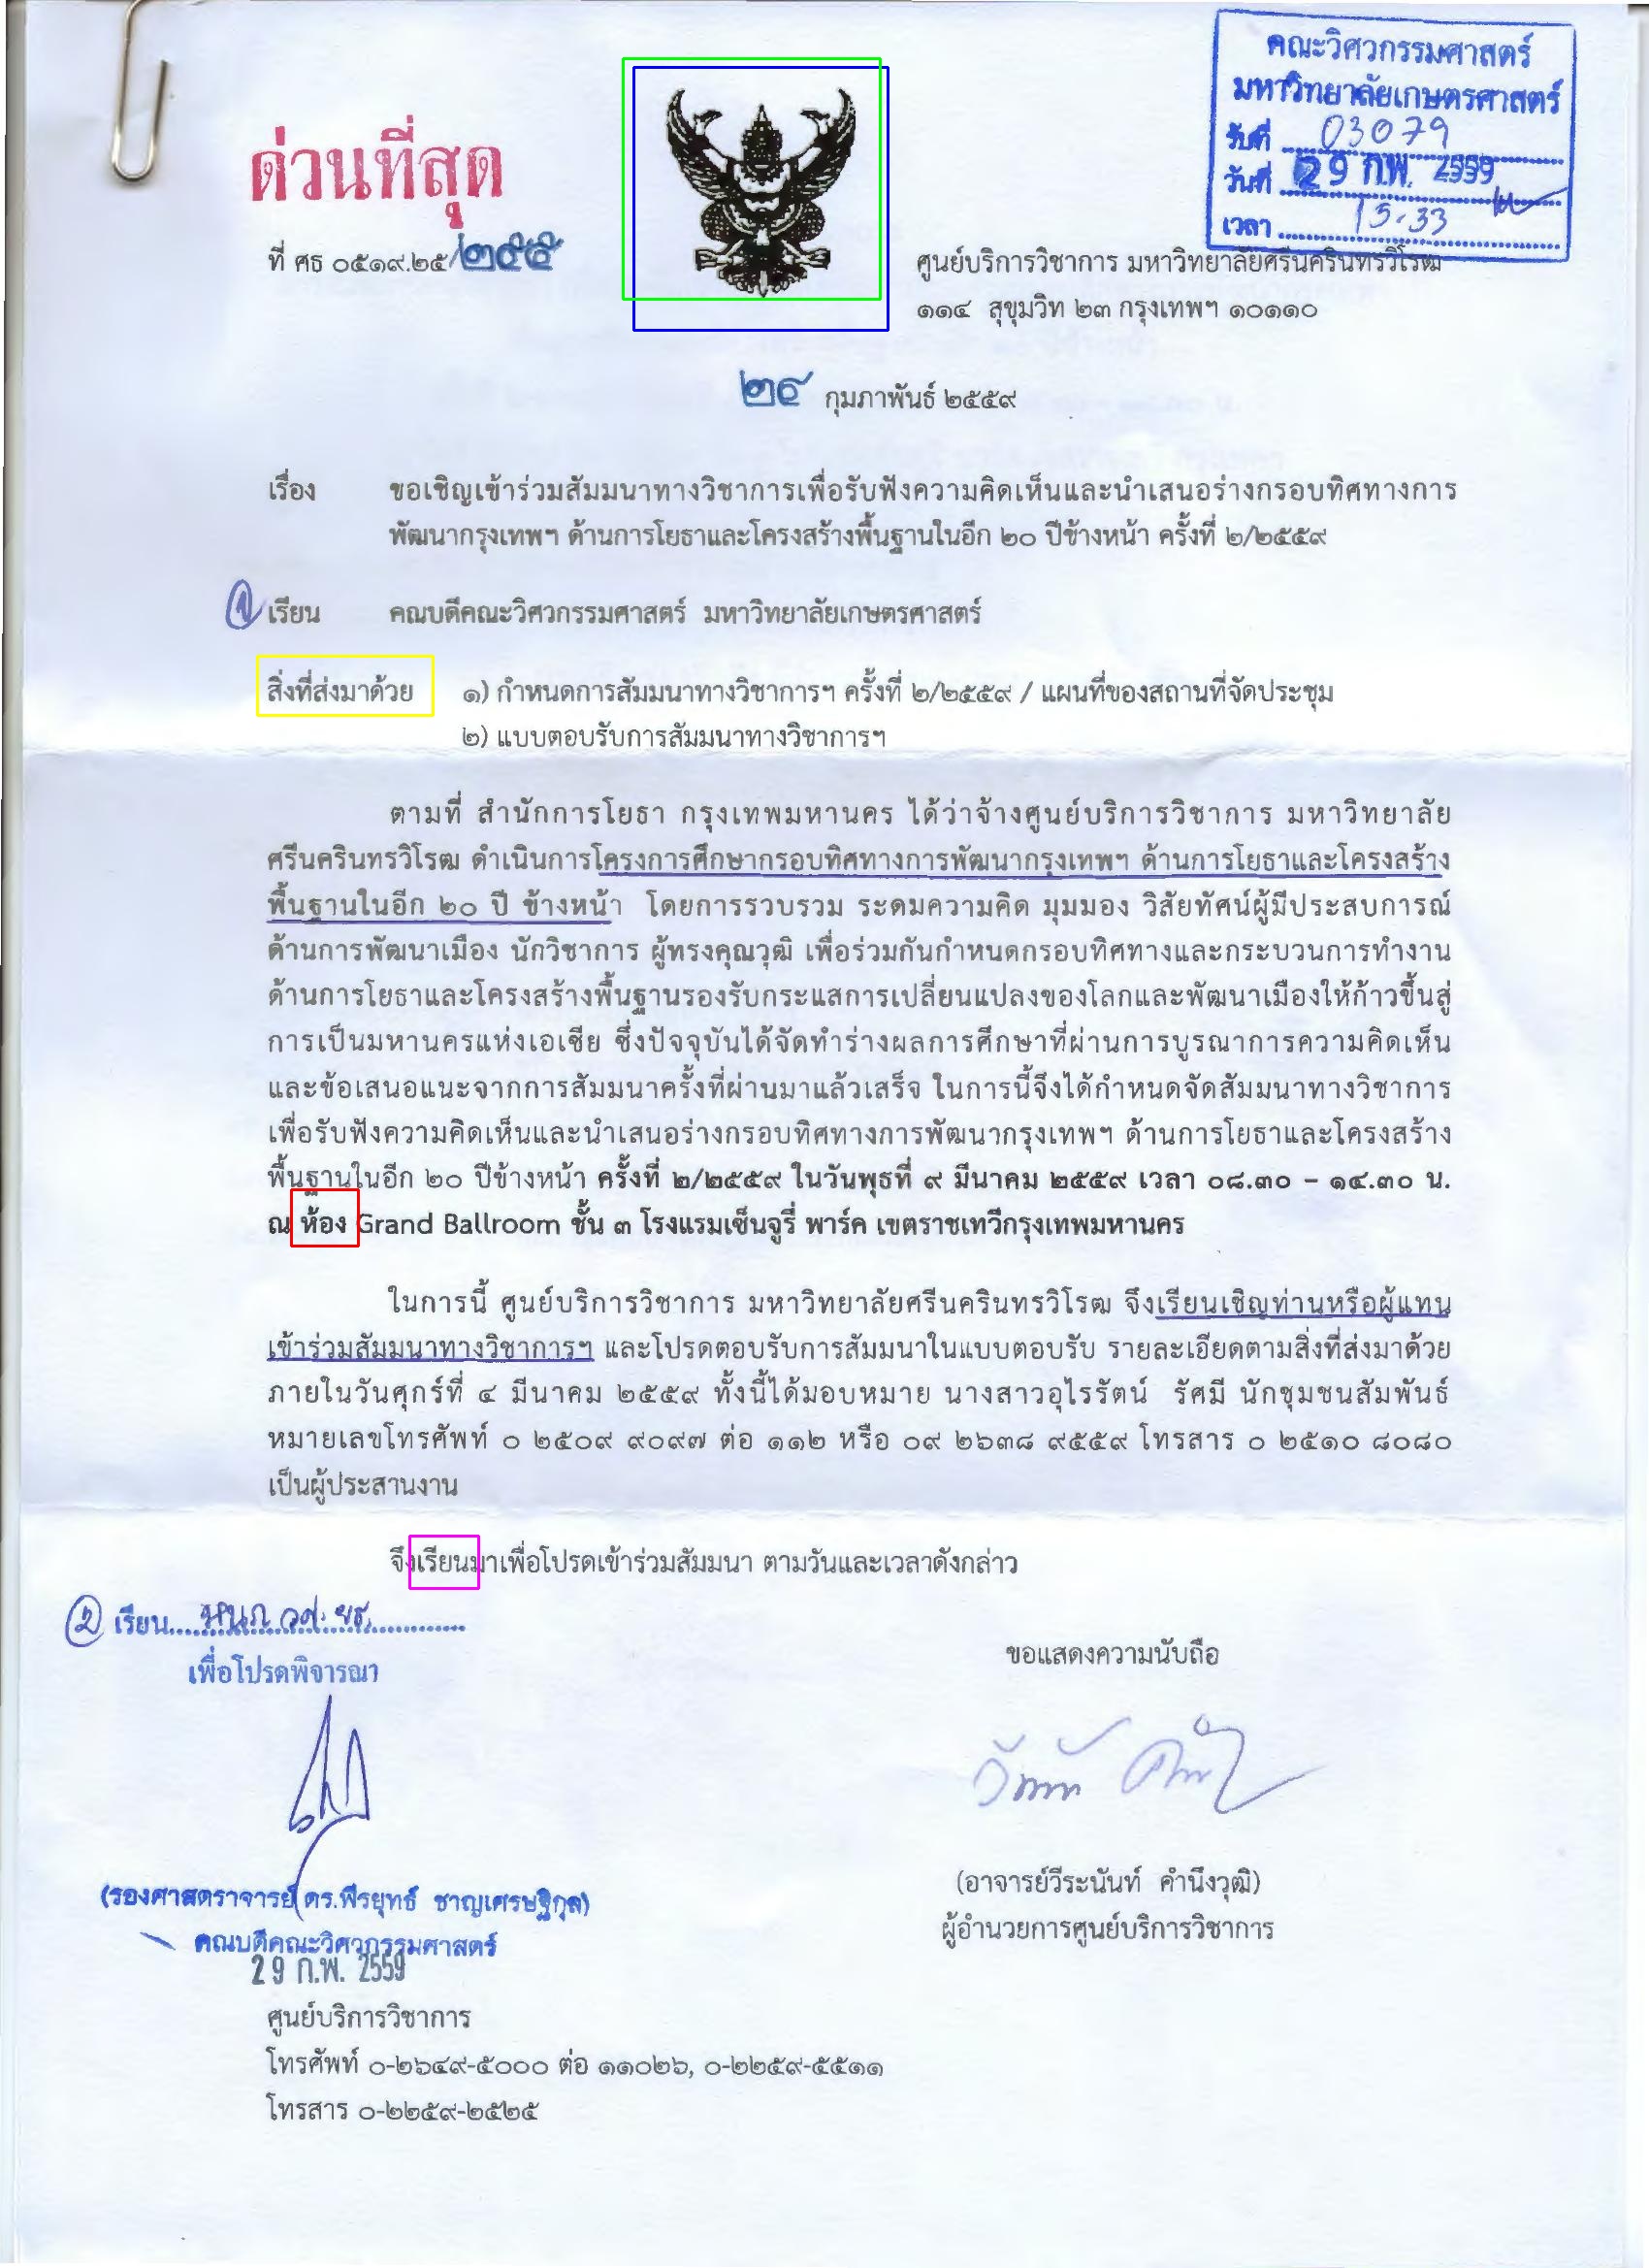 คณะวิศวกรรมศาสตร์
มหาวิทยาลัยเกษตรศาสตร์
รับที่ 03079
วันที่ 29 ก.พ. 2559
เวลา 15.33
ด่วนที่สุด
ที่ ศธ ๐๕๑๙.๒๕/๒๕๕
ศูนย์บริการวิชาการ มหาวิทยาลัยศรีนครินทรวิโรฒ
๑๑๔ สุขุมวิท ๒๓ กรุงเทพฯ ๑๐๑๑๐
๒๙ กุมภาพันธ์ ๒๕๕๙
เรื่อง ขอเชิญเข้าร่วมสัมมนาทางวิชาการเพื่อรับฟังความคิดเห็นและนำเสนอร่างกรอบทิศทางการ
พัฒนากรุงเทพฯ ด้านการโยธาและโครงสร้างพื้นฐานในอีก ๒๐ ปีข้างหน้า ครั้งที่ ๒/๒๕๕๙
เรียน คณบดีคณะวิศวกรรมศาสตร์ มหาวิทยาลัยเกษตรศาสตร์
สิ่งที่ส่งมาด้วย ๑) กำหนดการสัมมนาทางวิชาการฯ ครั้งที่ ๒/๒๕๕๙ / แผนที่ของสถานที่จัดประชุม
๒) แบบตอบรับการสัมมนาทางวิชาการฯ
ตามที่ สำนักการโยธา กรุงเทพมหานคร ได้ว่าจ้างศูนย์บริการวิชาการ มหาวิทยาลัย
ศรีนครินทรวิโรฒ ดำเนินการโครงการศึกษากรอบทิศทางการพัฒนากรุงเทพฯ ด้านการโยธาและโครงสร้าง
พื้นฐานในอีก ๒๐ ปี ข้างหน้า โดยการรวบรวม ระดมความคิด มุมมอง วิสัยทัศน์ผู้มีประสบการณ์
ด้านการพัฒนาเมือง นักวิชาการ ผู้ทรงคุณวุฒิ เพื่อร่วมกันกำหนดกรอบทิศทางและกระบวนการทำงาน
ด้านการโยธาและโครงสร้างพื้นฐานรองรับกระแสการเปลี่ยนแปลงของโลกและพัฒนาเมืองให้ก้าวขึ้นสู่
การเป็นมหานครแห่งเอเชีย ซึ่งปัจจุบันได้จัดทำร่างผลการศึกษาที่ผ่านการบูรณาการความคิดเห็น
และข้อเสนอแนะจากการสัมมนาครั้งที่ผ่านมาแล้วเสร็จ ในการนี้จึงได้กำหนดจัดสัมมนาทางวิชาการ
เพื่อรับฟังความคิดเห็นและนำเสนอร่างกรอบทิศทางการพัฒนากรุงเทพฯ ด้านการโยธาและโครงสร้าง
พื้นฐานในอีก ๒๐ ปีข้างหน้า ครั้งที่ ๒/๒๕๕๙ ในวันพุธที่ ๙ มีนาคม ๒๕๕๙ เวลา ๐๘.๓๐ – ๑๔.๓๐ น.
ณ ห้อง Grand Ballroom ชั้น ๓ โรงแรมเซ็นจูรี่ พาร์ค เขตราชเทวีกรุงเทพมหานคร
ในการนี้ ศูนย์บริการวิชาการ มหาวิทยาลัยศรีนครินทรวิโรฒ จึงเรียนเชิญท่านหรือผู้แทน
เข้าร่วมสัมมนาทางวิชาการฯ และโปรดตอบรับการสัมมนาในแบบตอบรับ รายละเอียดตามสิ่งที่ส่งมาด้วย
ภายในวันศุกร์ที่ ๔ มีนาคม ๒๕๕๙ ทั้งนี้ได้มอบหมาย นางสาวอุไรรัตน์ รัศมี นักชุมชนสัมพันธ์
หมายเลขโทรศัพท์ ๐ ๒๕๐๙ ๙๐๙๗ ต่อ ๑๑๒ หรือ ๐๙ ๒๖๓๘ ๙๕๕๙ โทรสาร ๐ ๒๕๑๐ ๘๐๘๐
เป็นผู้ประสานงาน
จึงเรียนมาเพื่อโปรดเข้าร่วมสัมมนา ตามวันและเวลาดังกล่าว
เรียน
เพื่อโปรดพิจารณา
ขอแสดงความนับถือ
(รองศาสตราจารย์ ดร.พีรยุทธ์ ชาญเศรษฐิกุล)
คณบดีคณะวิศวกรรมศาสตร์
29 ก.พ. 2559
(อาจารย์วีระนันท์ คำนึงวุฒิ)
ผู้อำนวยการศูนย์บริการวิชาการ
ศูนย์บริการวิชาการ
โทรศัพท์ ๐-๒๖๔๙-๕๐๐๐ ต่อ ๑๑๐๒๖, ๐-๒๒๕๙-๕๕๑๑
โทรสาร ๐-๒๒๕๙-๒๕๒๕